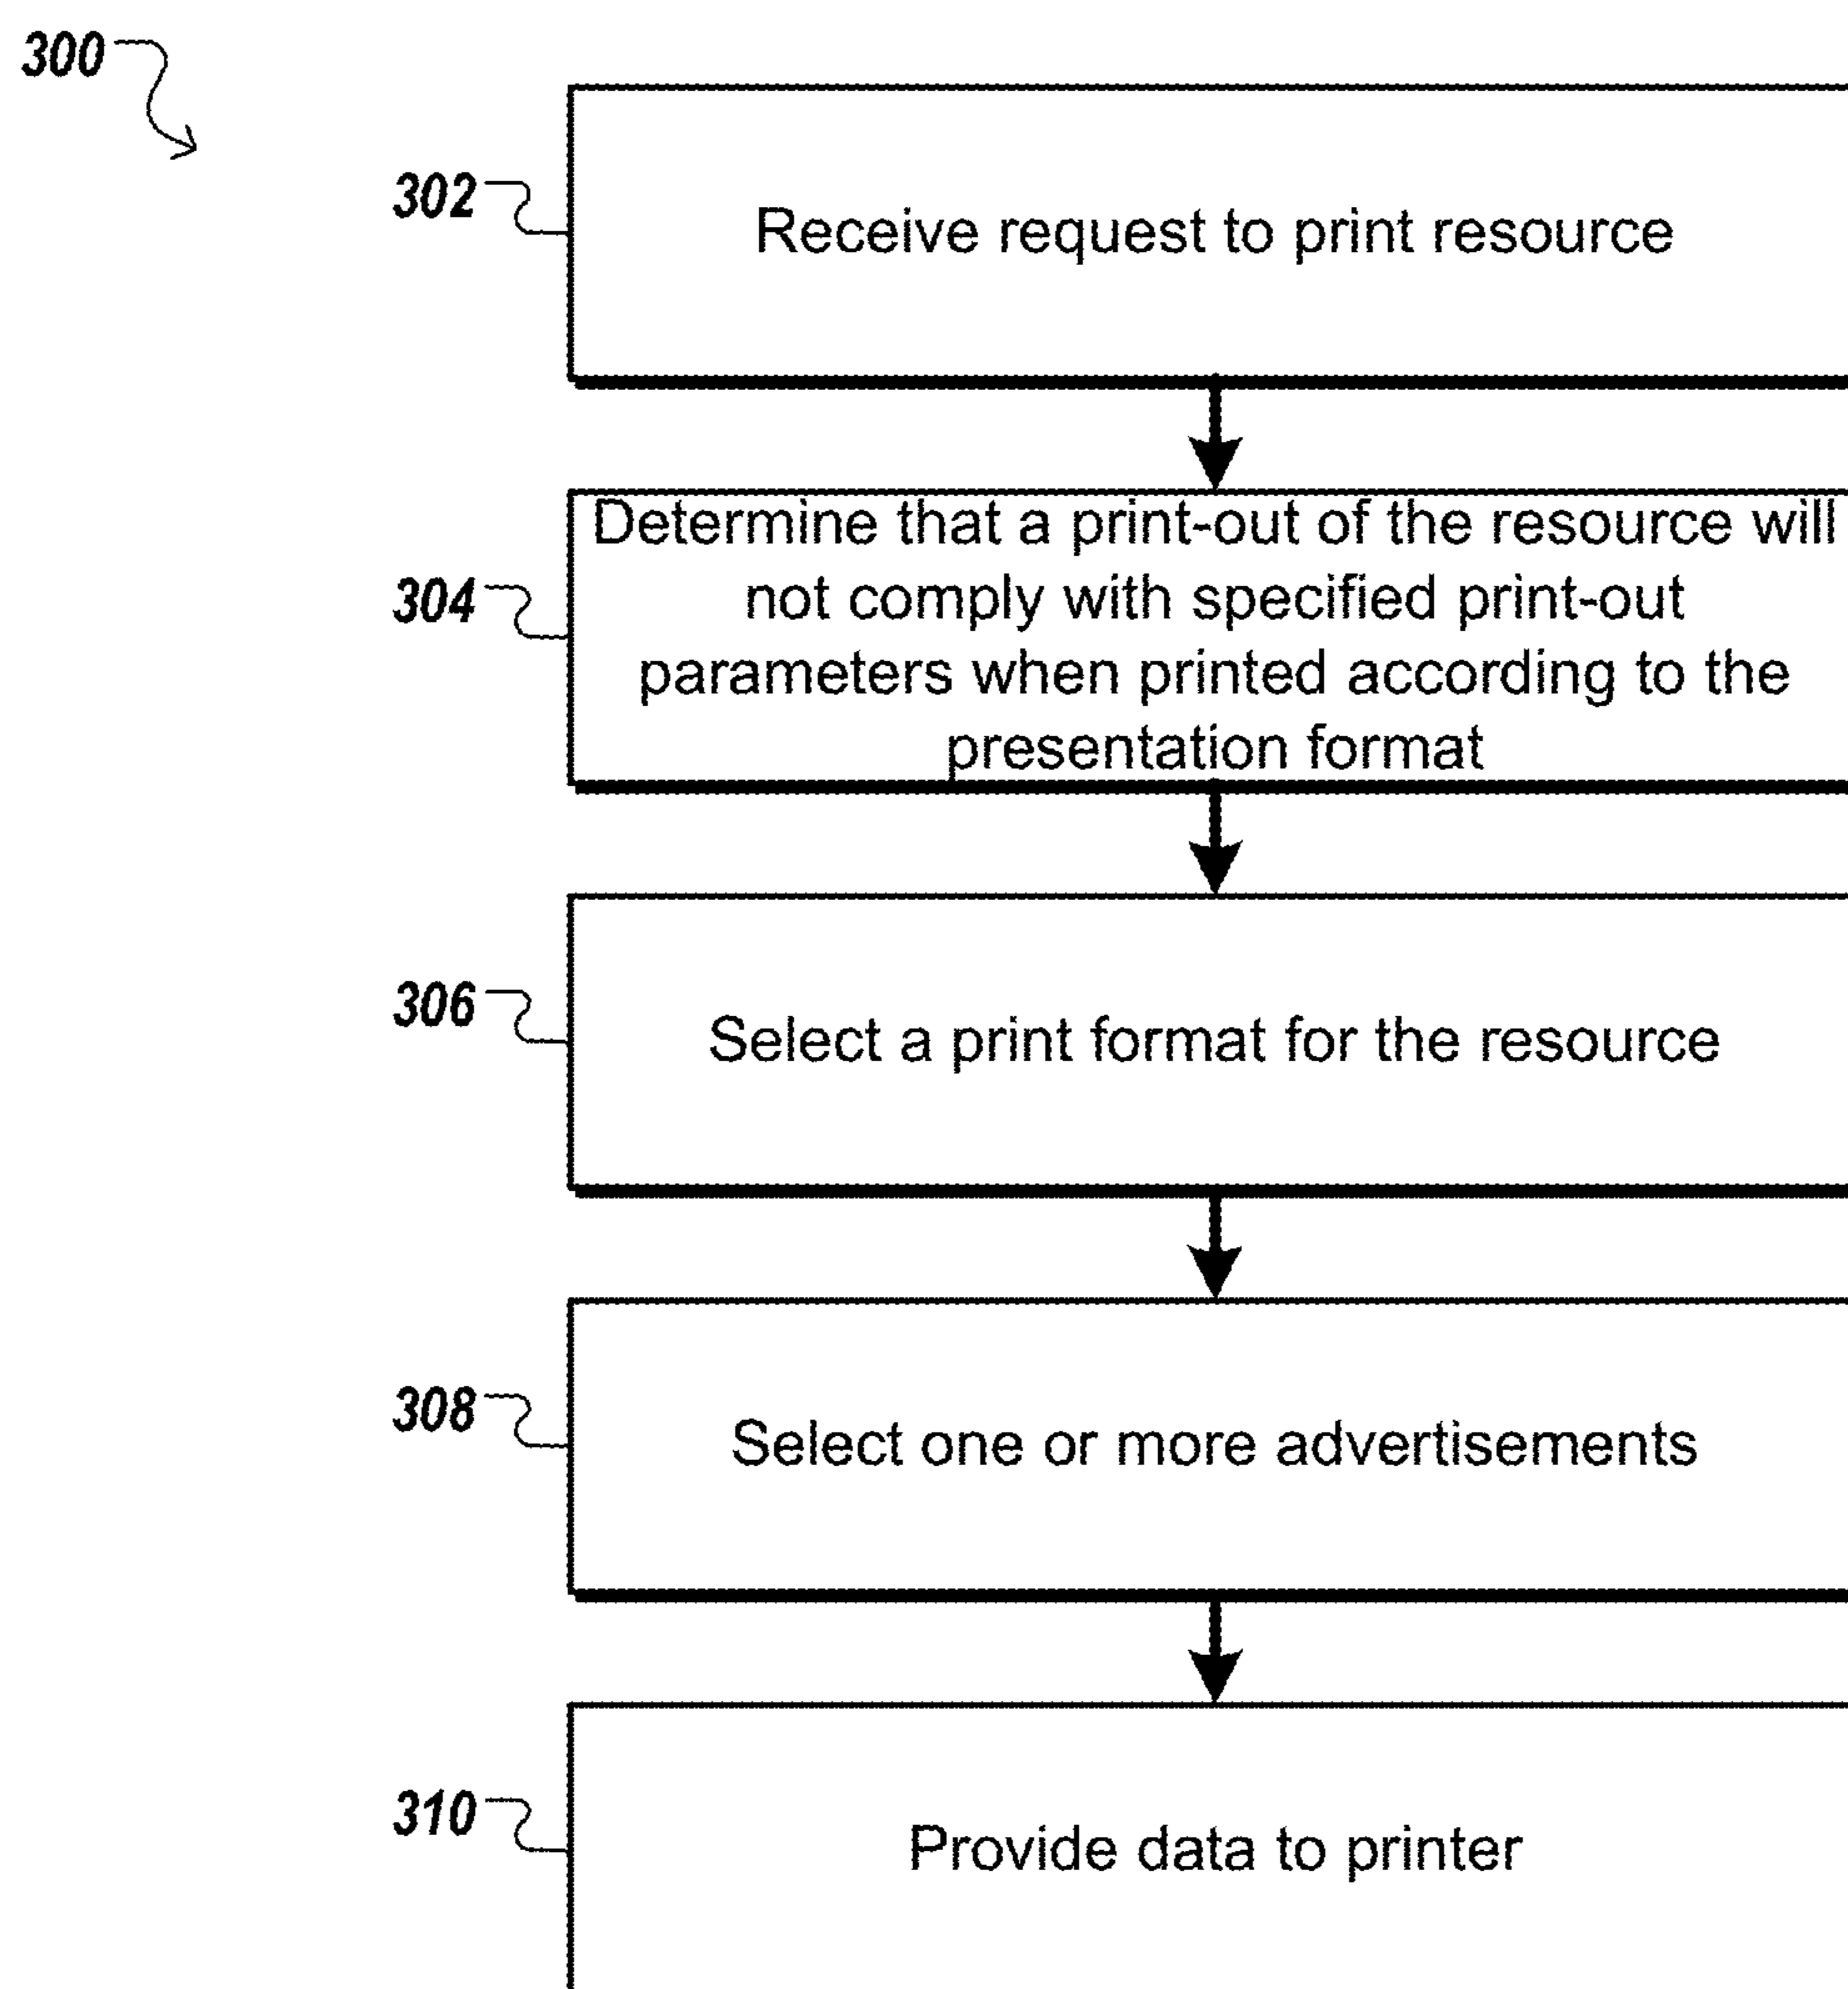 300
302
Receive request to print resource
304
Determine that a print-out of the resource will
not comply with specified print-out
parameters when printed according to the
presentation format
306
Select a print format for the resource
308
Select one or more advertisements
310
Provide data to printer